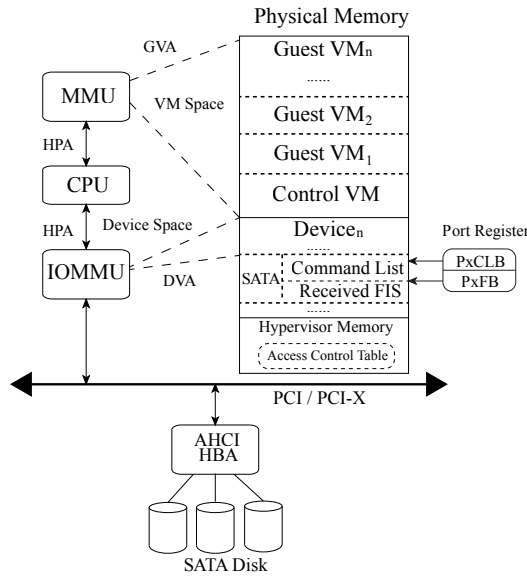 Physical Memory
GVA
Guest VMn
......
MMU
VM Space
Guest VM2
HPA
Guest VM1
CPU
Control VM
HPA
Device Space
Devicen
......
Port Register
IOMMU
DVA
SATA
Command List
PxCLB
Received FIS
PxFB
......
Hypervisor Memory
Access Control Table
PCI / PCI-X
AHCI
HBA
SATA Disk